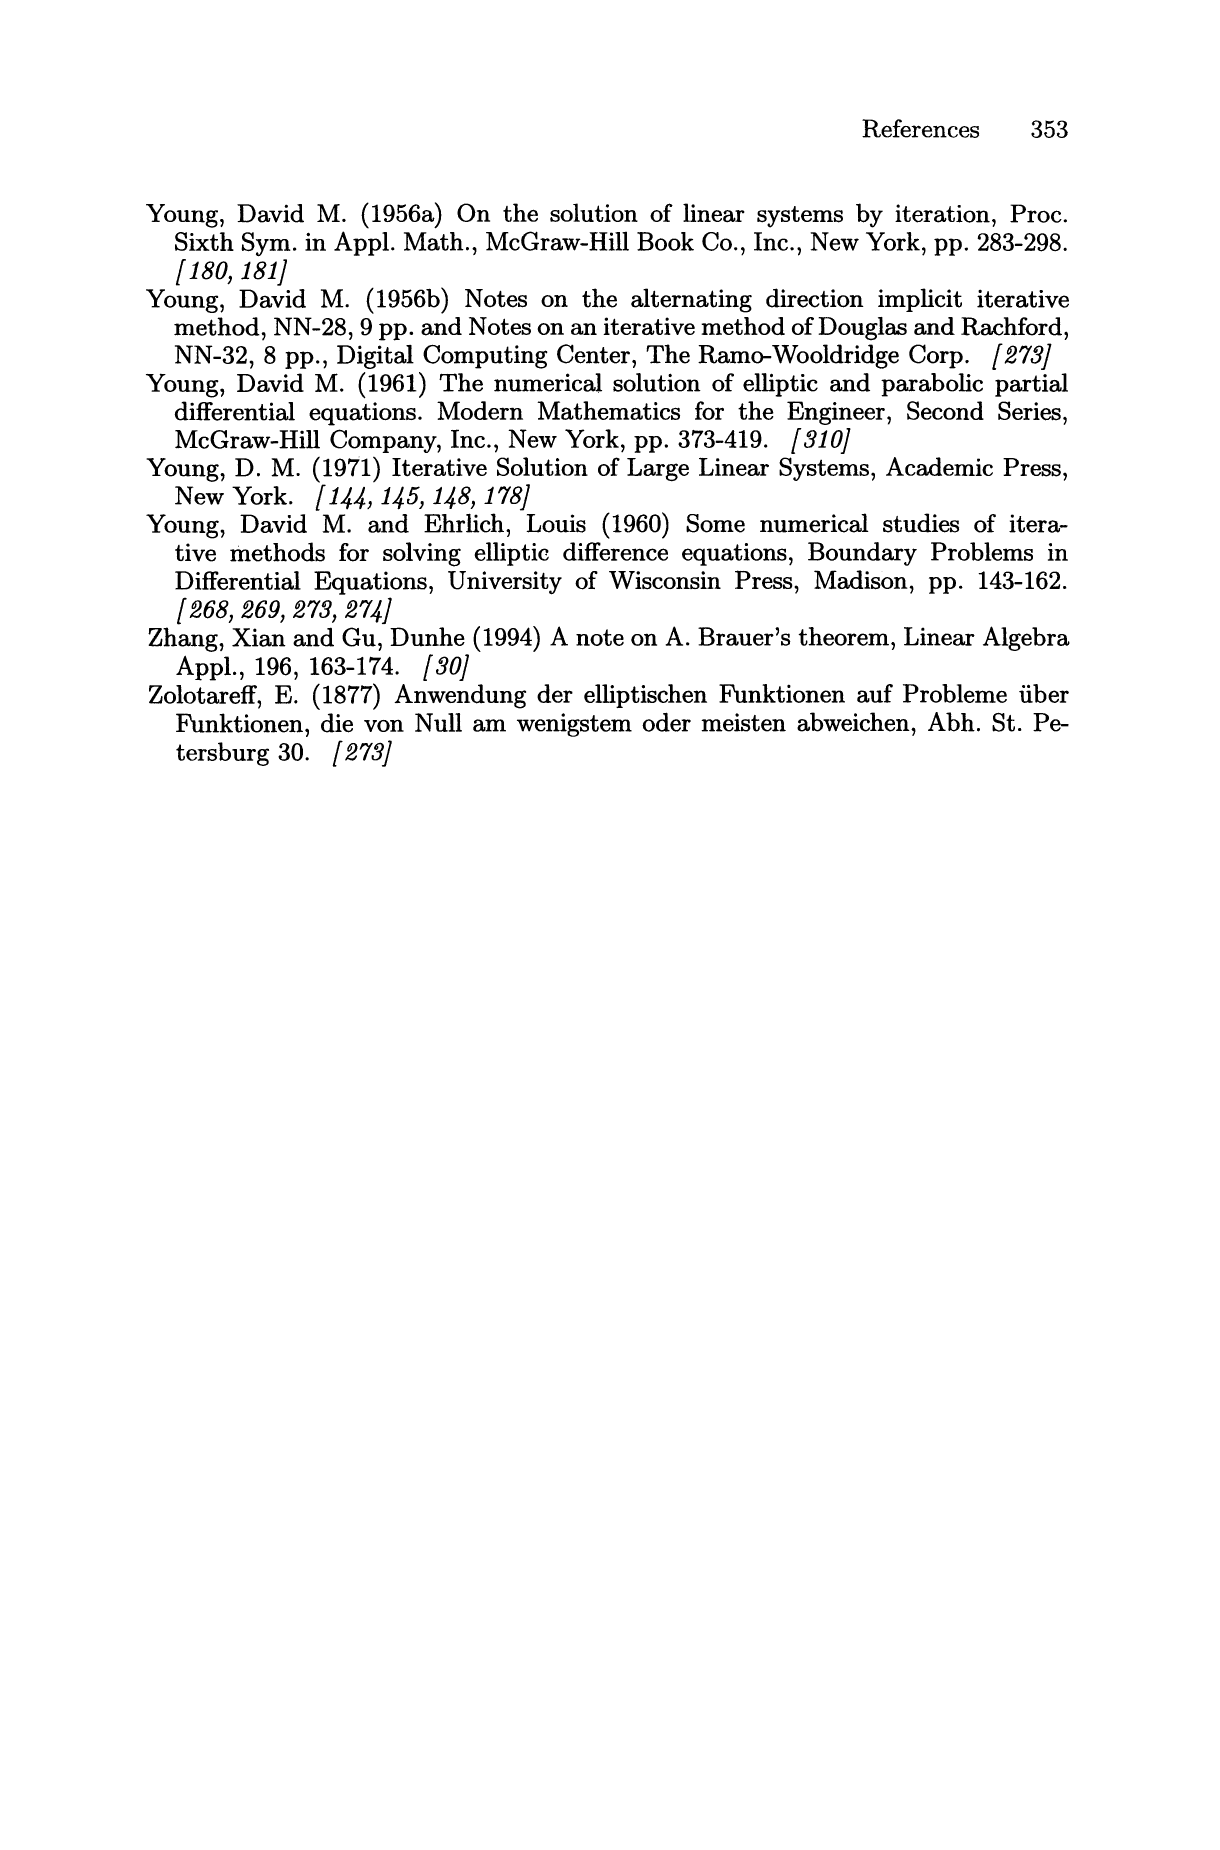 References 353
Young, David M. (1956a) On the solution of linear systems by iteration, Proc.
Sixth Sym. in Appl. Math., McGraw-Hill Book Co., Inc., New York, pp. 283-298.
[180, 181]
Young, David M. (1956b) Notes on the alternating direction implicit iterative
method, NN-28, 9 pp. and Notes on an iterative method of Douglas and Rachford,
NN-32, 8 pp., Digital Computing Center, The Ramo-Wooldridge Corp. [273]
Young, David M. (1961) The numerical solution of elliptic and parabolic partial
differential equations. Modern Mathematics for the Engineer, Second Series,
McGraw-Hill Company, Inc., New York, pp. 373-419. [310]
Young, D. M. (1971) Iterative Solution of Large Linear Systems, Academic Press,
New York. [144, 145, 148, 178]
Young, David M. and Ehrlich, Louis (1960) Some numerical studies of itera-
tive methods for solving elliptic difference equations, Boundary Problems in
Differential Equations, University of Wisconsin Press, Madison, pp. 143-162.
[268, 269, 273, 274]
Zhang, Xian and Gu, Dunhe (1994) A note on A. Brauer's theorem, Linear Algebra
Appl., 196, 163-174. [30]
Zolotareff, E. (1877) Anwendung der elliptischen Funktionen auf Probleme über
Funktionen, die von Null am wenigstem oder meisten abweichen, Abh. St. Pe-
tersburg 30. [273]